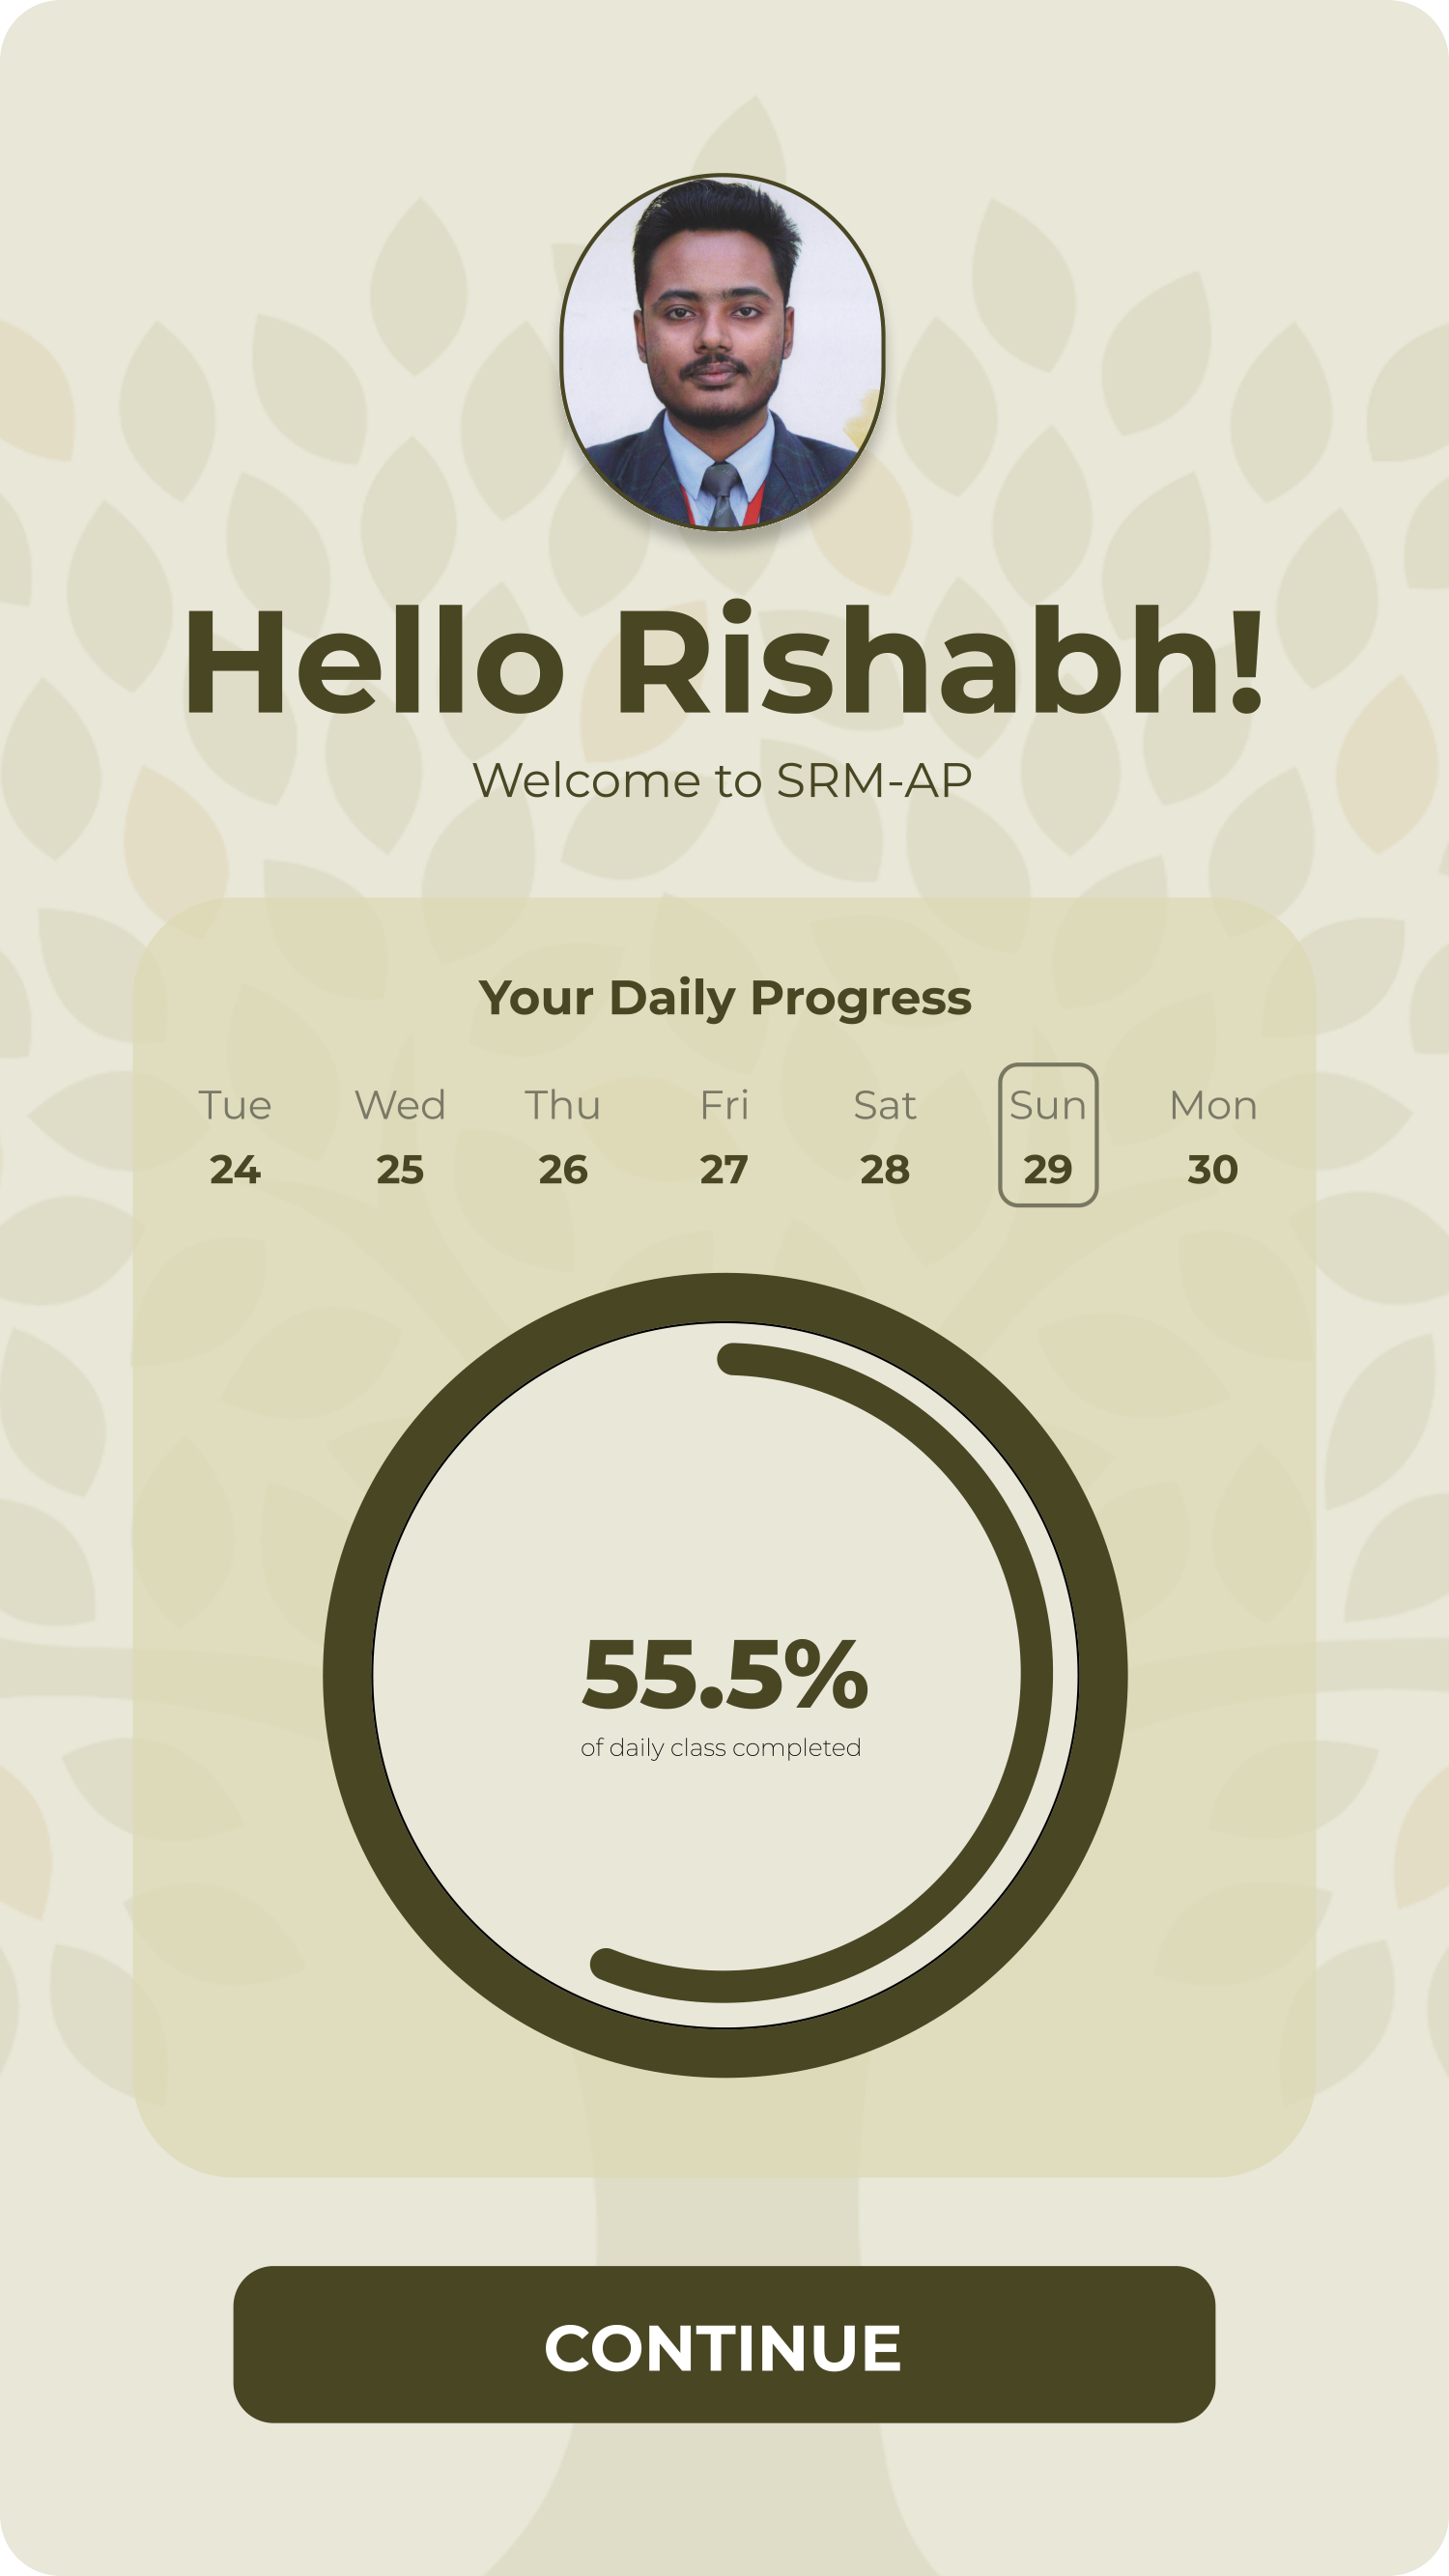 Hello Rishabh!
Welcome to SRM-AP
Your Daily Progress
Tue Wed Thu Fri Sat Sun Mon
24 25 26 27 28 29 30
55.5%
of daily class completed
CONTINUE